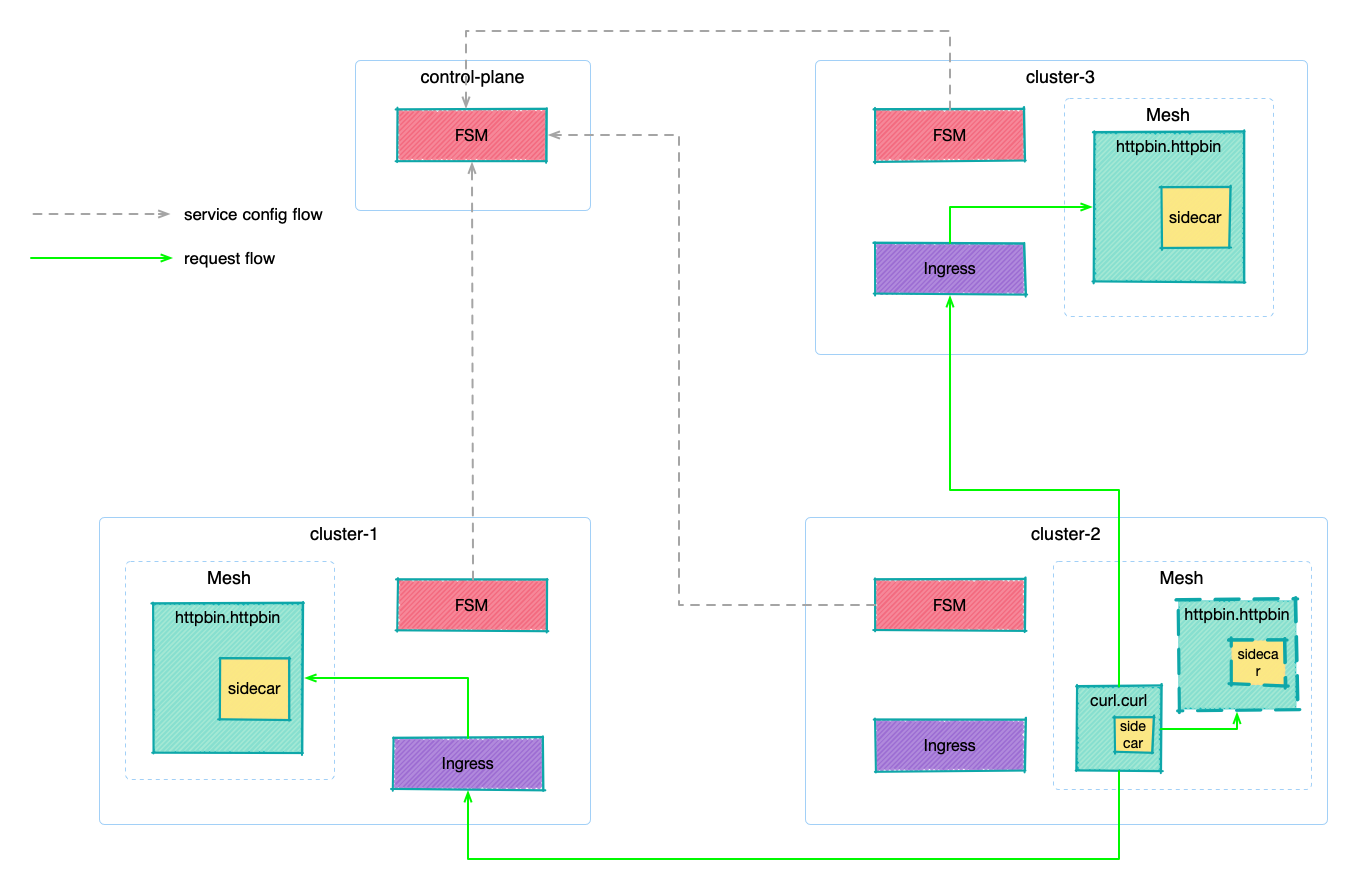 control-plane
FSM
service config flow
request flow
cluster-3
FSM
Mesh
httpbin.httpbin
sidecar
Ingress
cluster-1
Mesh
httpbin.httpbin
sidecar
FSM
Ingress
cluster-2
FSM
Ingress
Mesh
httpbin.httpbin
sideca
r
curl.curl
side
car